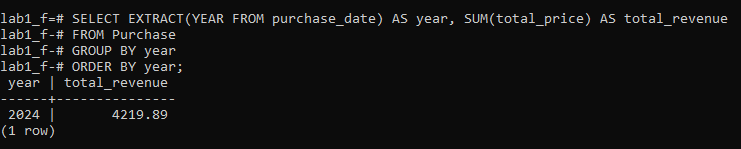 lab1_f=# SELECT EXTRACT(YEAR FROM purchase_date) AS year, SUM(total_price) AS total_revenue
lab1_f-# FROM Purchase
lab1_f-# GROUP BY year
lab1_f-# ORDER BY year;
 year | total_revenue
------+---------------
 2024 |       4219.89
(1 row)